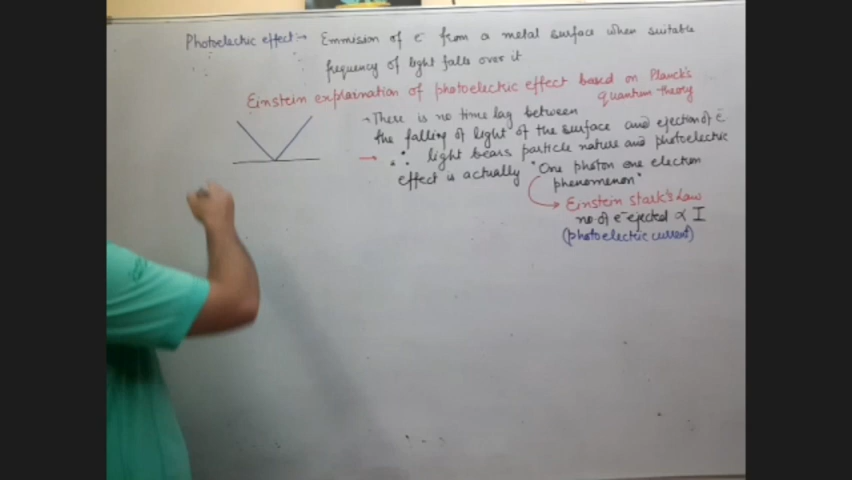 Photoelectric effect:→ Emmision of e⁻ from a metal surface when suitable
frequency of light falls over it
Einstein explaination of photoelectric effect based on Planck's
quantum theory
→ There is no time lag between
the falling of light of the surface and ejection of e⁻
→ ∴ light bears particle nature and photoelectric
effect is actually "One photon one electron
phenomenon"
Einstein stark's Law
no of e⁻ ejected ∝ I
(photoelectric current)